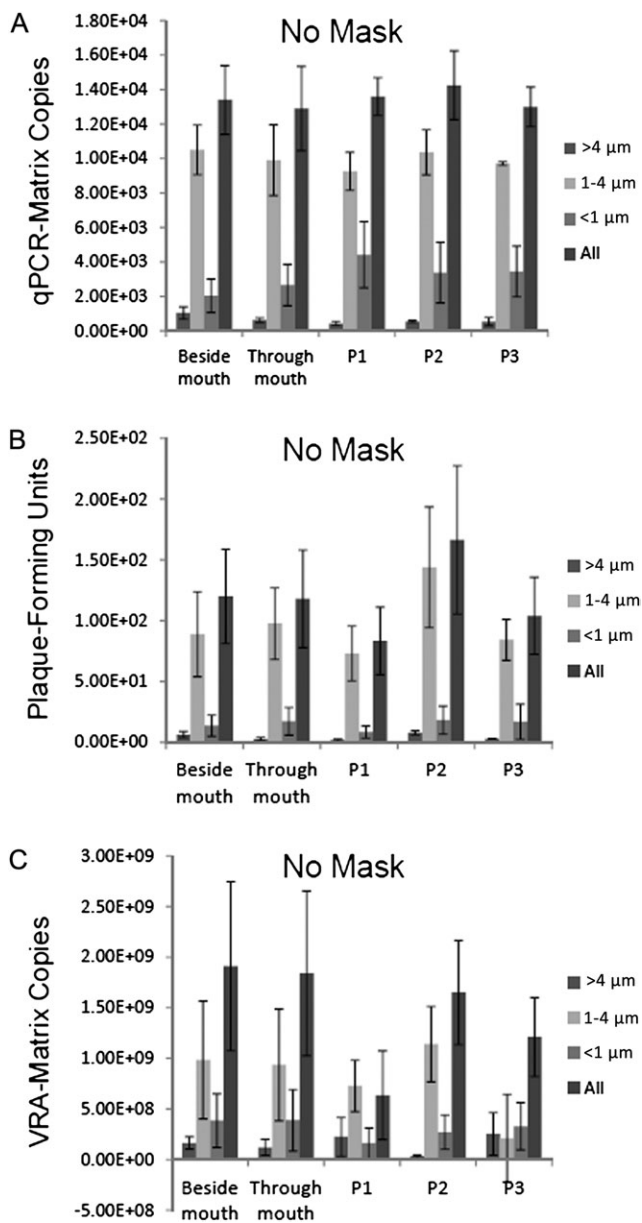 A
No Mask
qPCR-Matrix Copies
1.80E+04
1.60E+04
1.40E+04
1.20E+04
1.00E+04
8.00E+03
6.00E+03
4.00E+03
2.00E+03
0.00E+00
>4 µm
1-4 µm
<1 µm
All
Beside mouth
Through mouth
P1
P2
P3
B
No Mask
Plaque-Forming Units
2.50E+02
2.00E+02
1.50E+02
1.00E+02
5.00E+01
0.00E+00
>4 µm
1-4 µm
<1 µm
All
Beside mouth
Through mouth
P1
P2
P3
C
No Mask
VRA-Matrix Copies
3.00E+09
2.50E+09
2.00E+09
1.50E+09
1.00E+09
5.00E+08
0.00E+00
-5.00E+08
>4 µm
1-4 µm
<1 µm
All
Beside mouth
Through mouth
P1
P2
P3